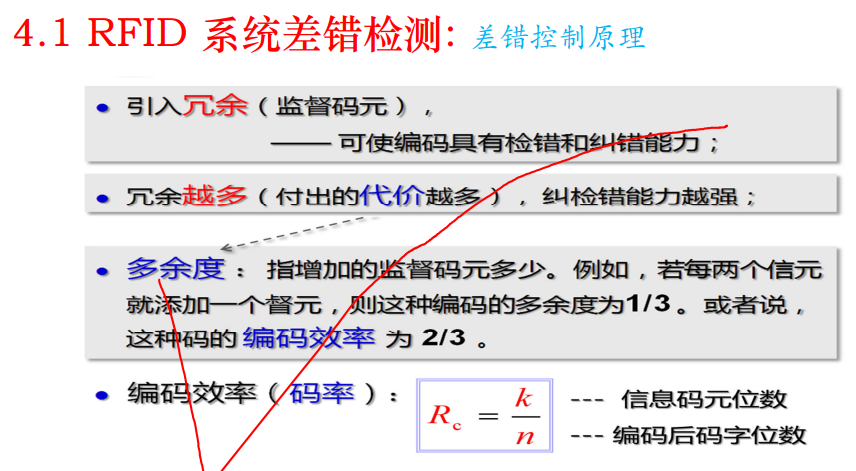 4.1 RFID 系统差错检测: 差错控制原理
● 引入冗余（监督码元），
—— 可使编码具有检错和纠错能力；
● 冗余越多（付出的代价越多），纠检错能力越强；
● 多余度： 指增加的监督码元多少。例如，若每两个信元
就添加一个督元，则这种编码的多余度为1/3。或者说，
这种码的 编码效率 为 2/3 。
● 编码效率（码率）： R_c = k/n --- 信息码元位数
--- 编码后码字位数